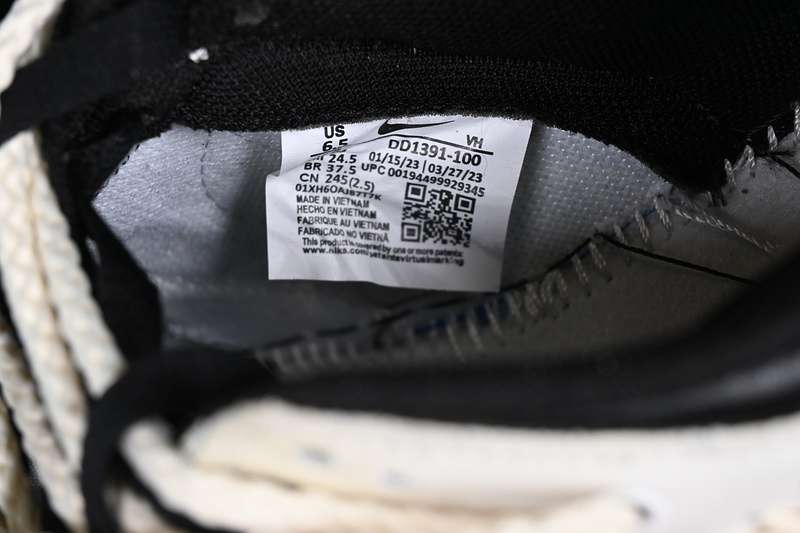 US
6.5
VH
DD1391-100
24.5
01/15/23 | 03/27/23
BR 37.5
UPC 00194499929345
CN 245(2.5)
MADE IN VIETNAM
HECHO EN VIETNAM
FABRIQUE AU VIETNAM
FABRICADO NO VIETNA
This product is covered by one or more patents: